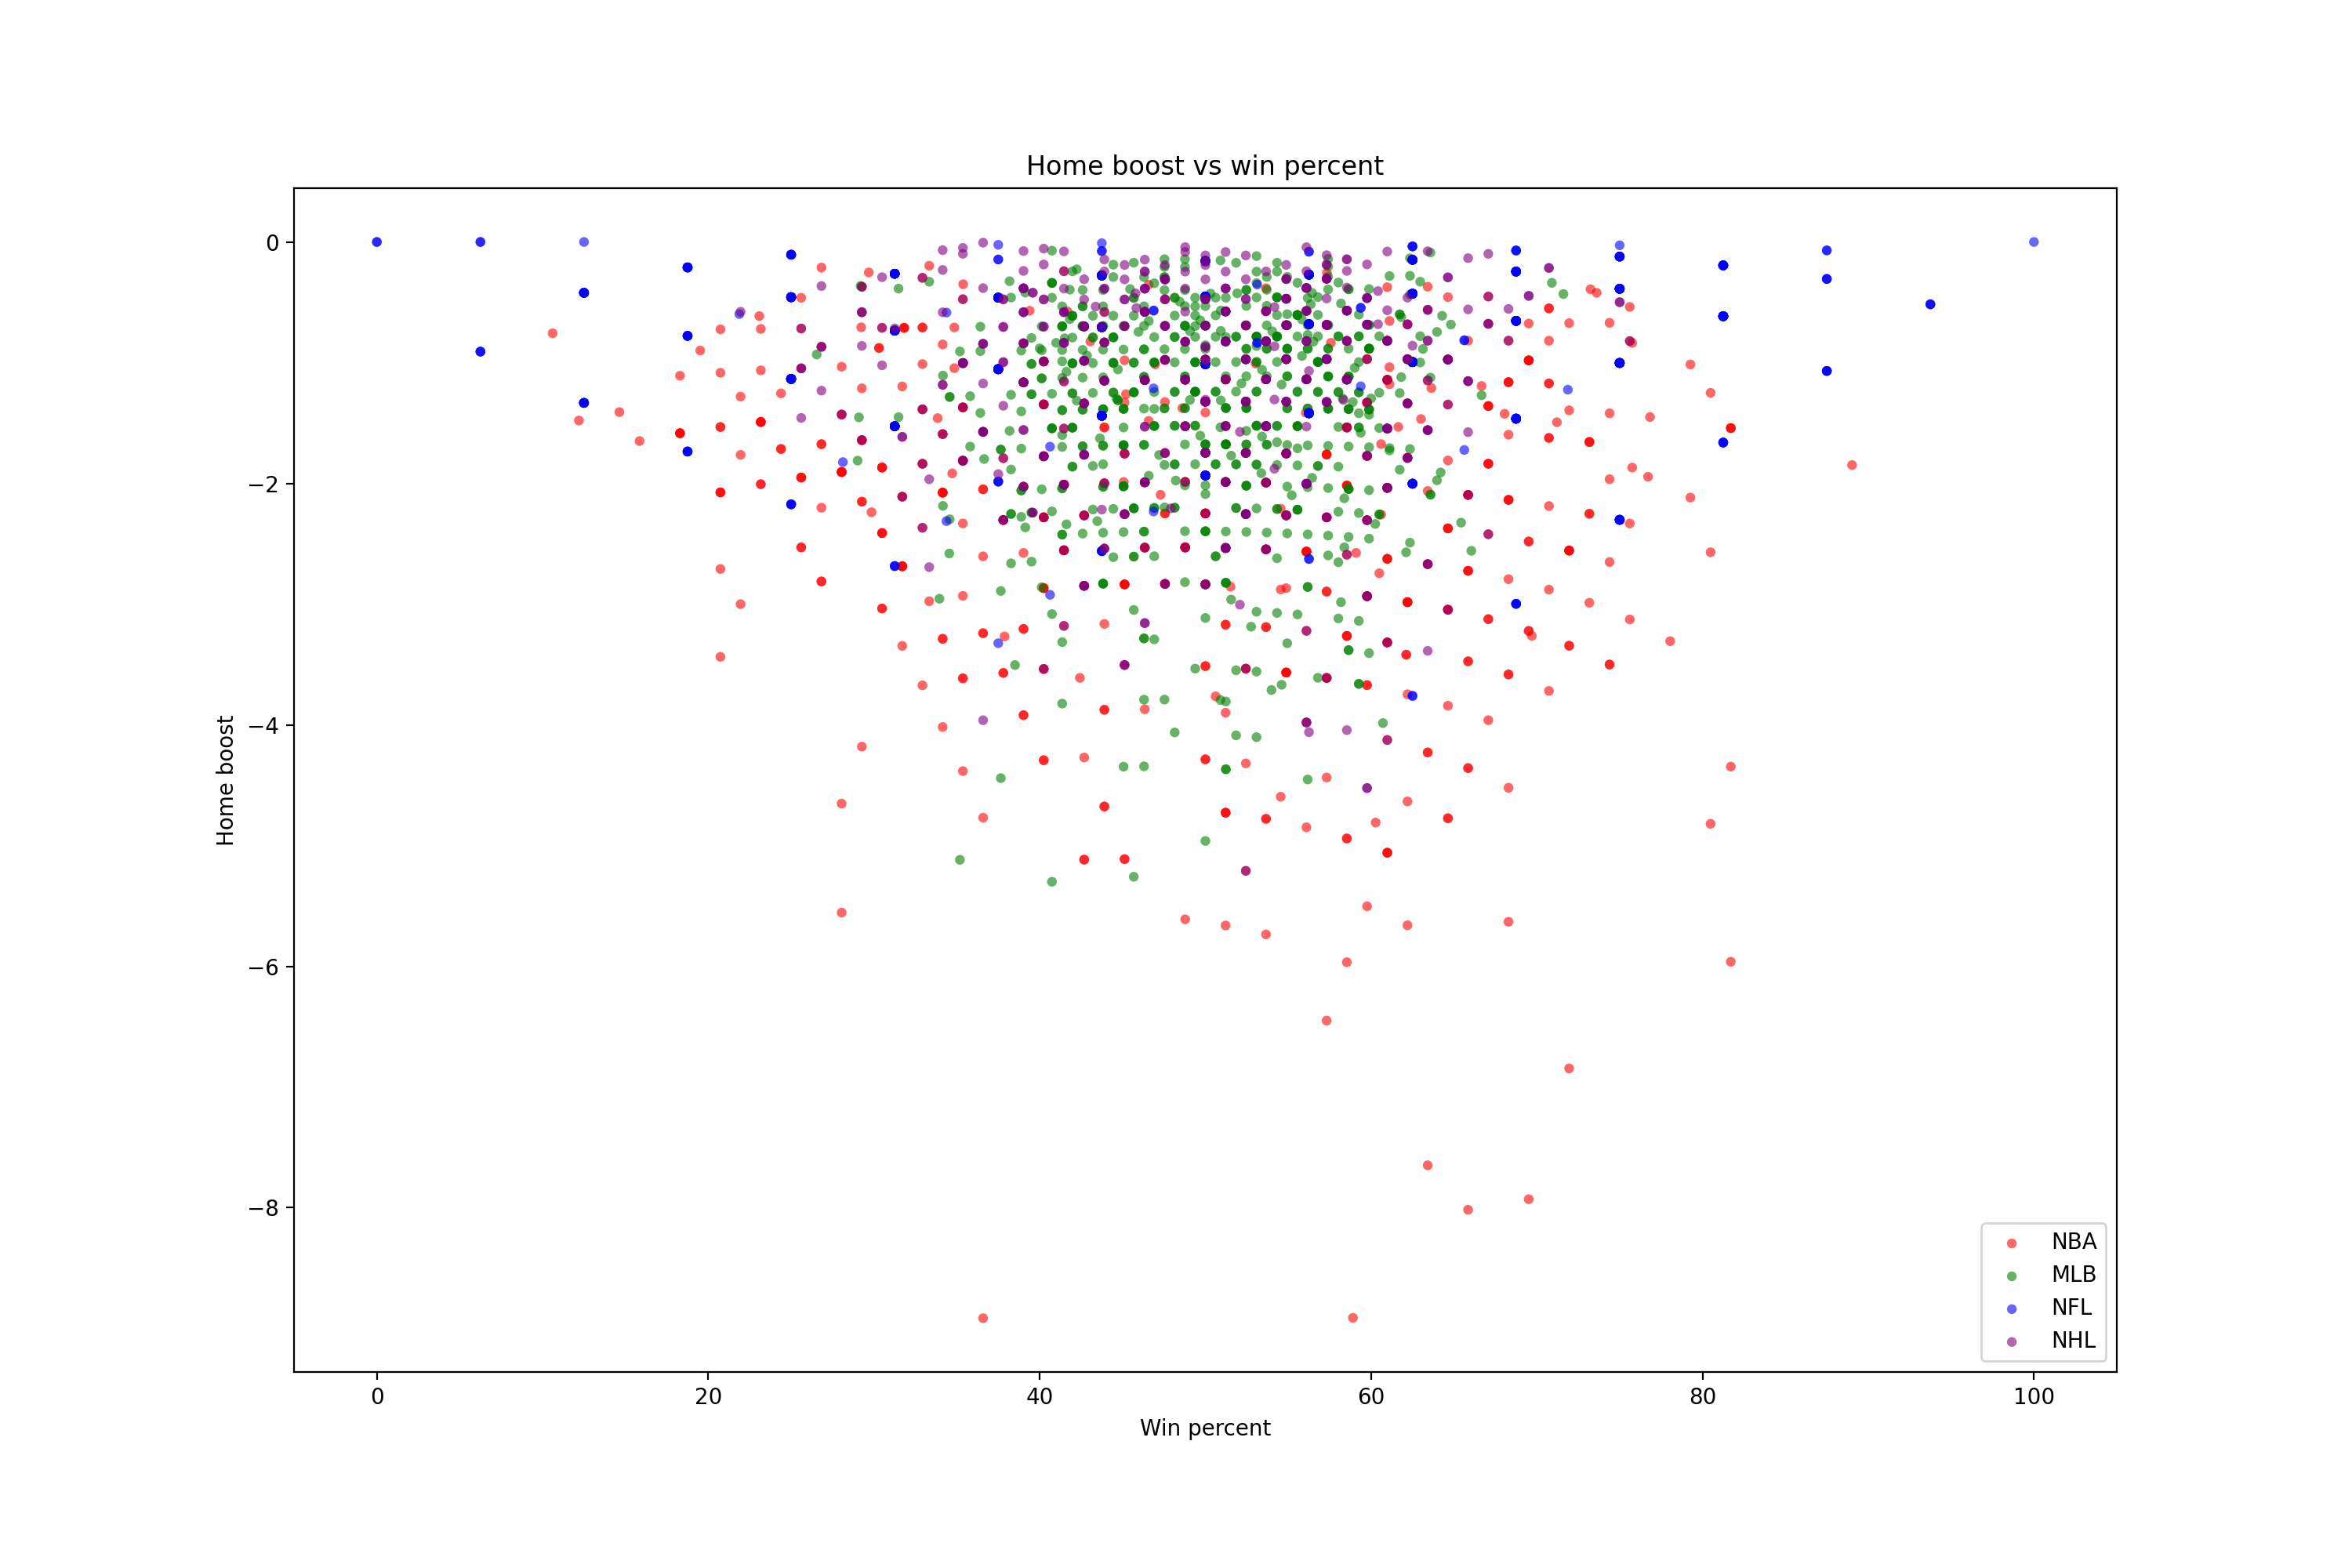 Home boost vs win percent
0
−2
−4
−6
−8
Home boost
0 20 40 60 80 100
Win percent
NBA
MLB
NFL
NHL